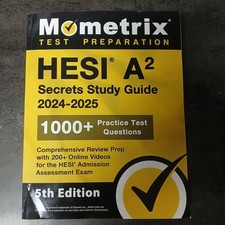 Mometrix
TEST PREPARATION
HESI® A²
Secrets Study Guide
2024-2025
1000+ Practice Test
Questions
Comprehensive Review Prep
with 200+ Online Videos
for the HESI® Admission
Assessment Exam
5th Edition